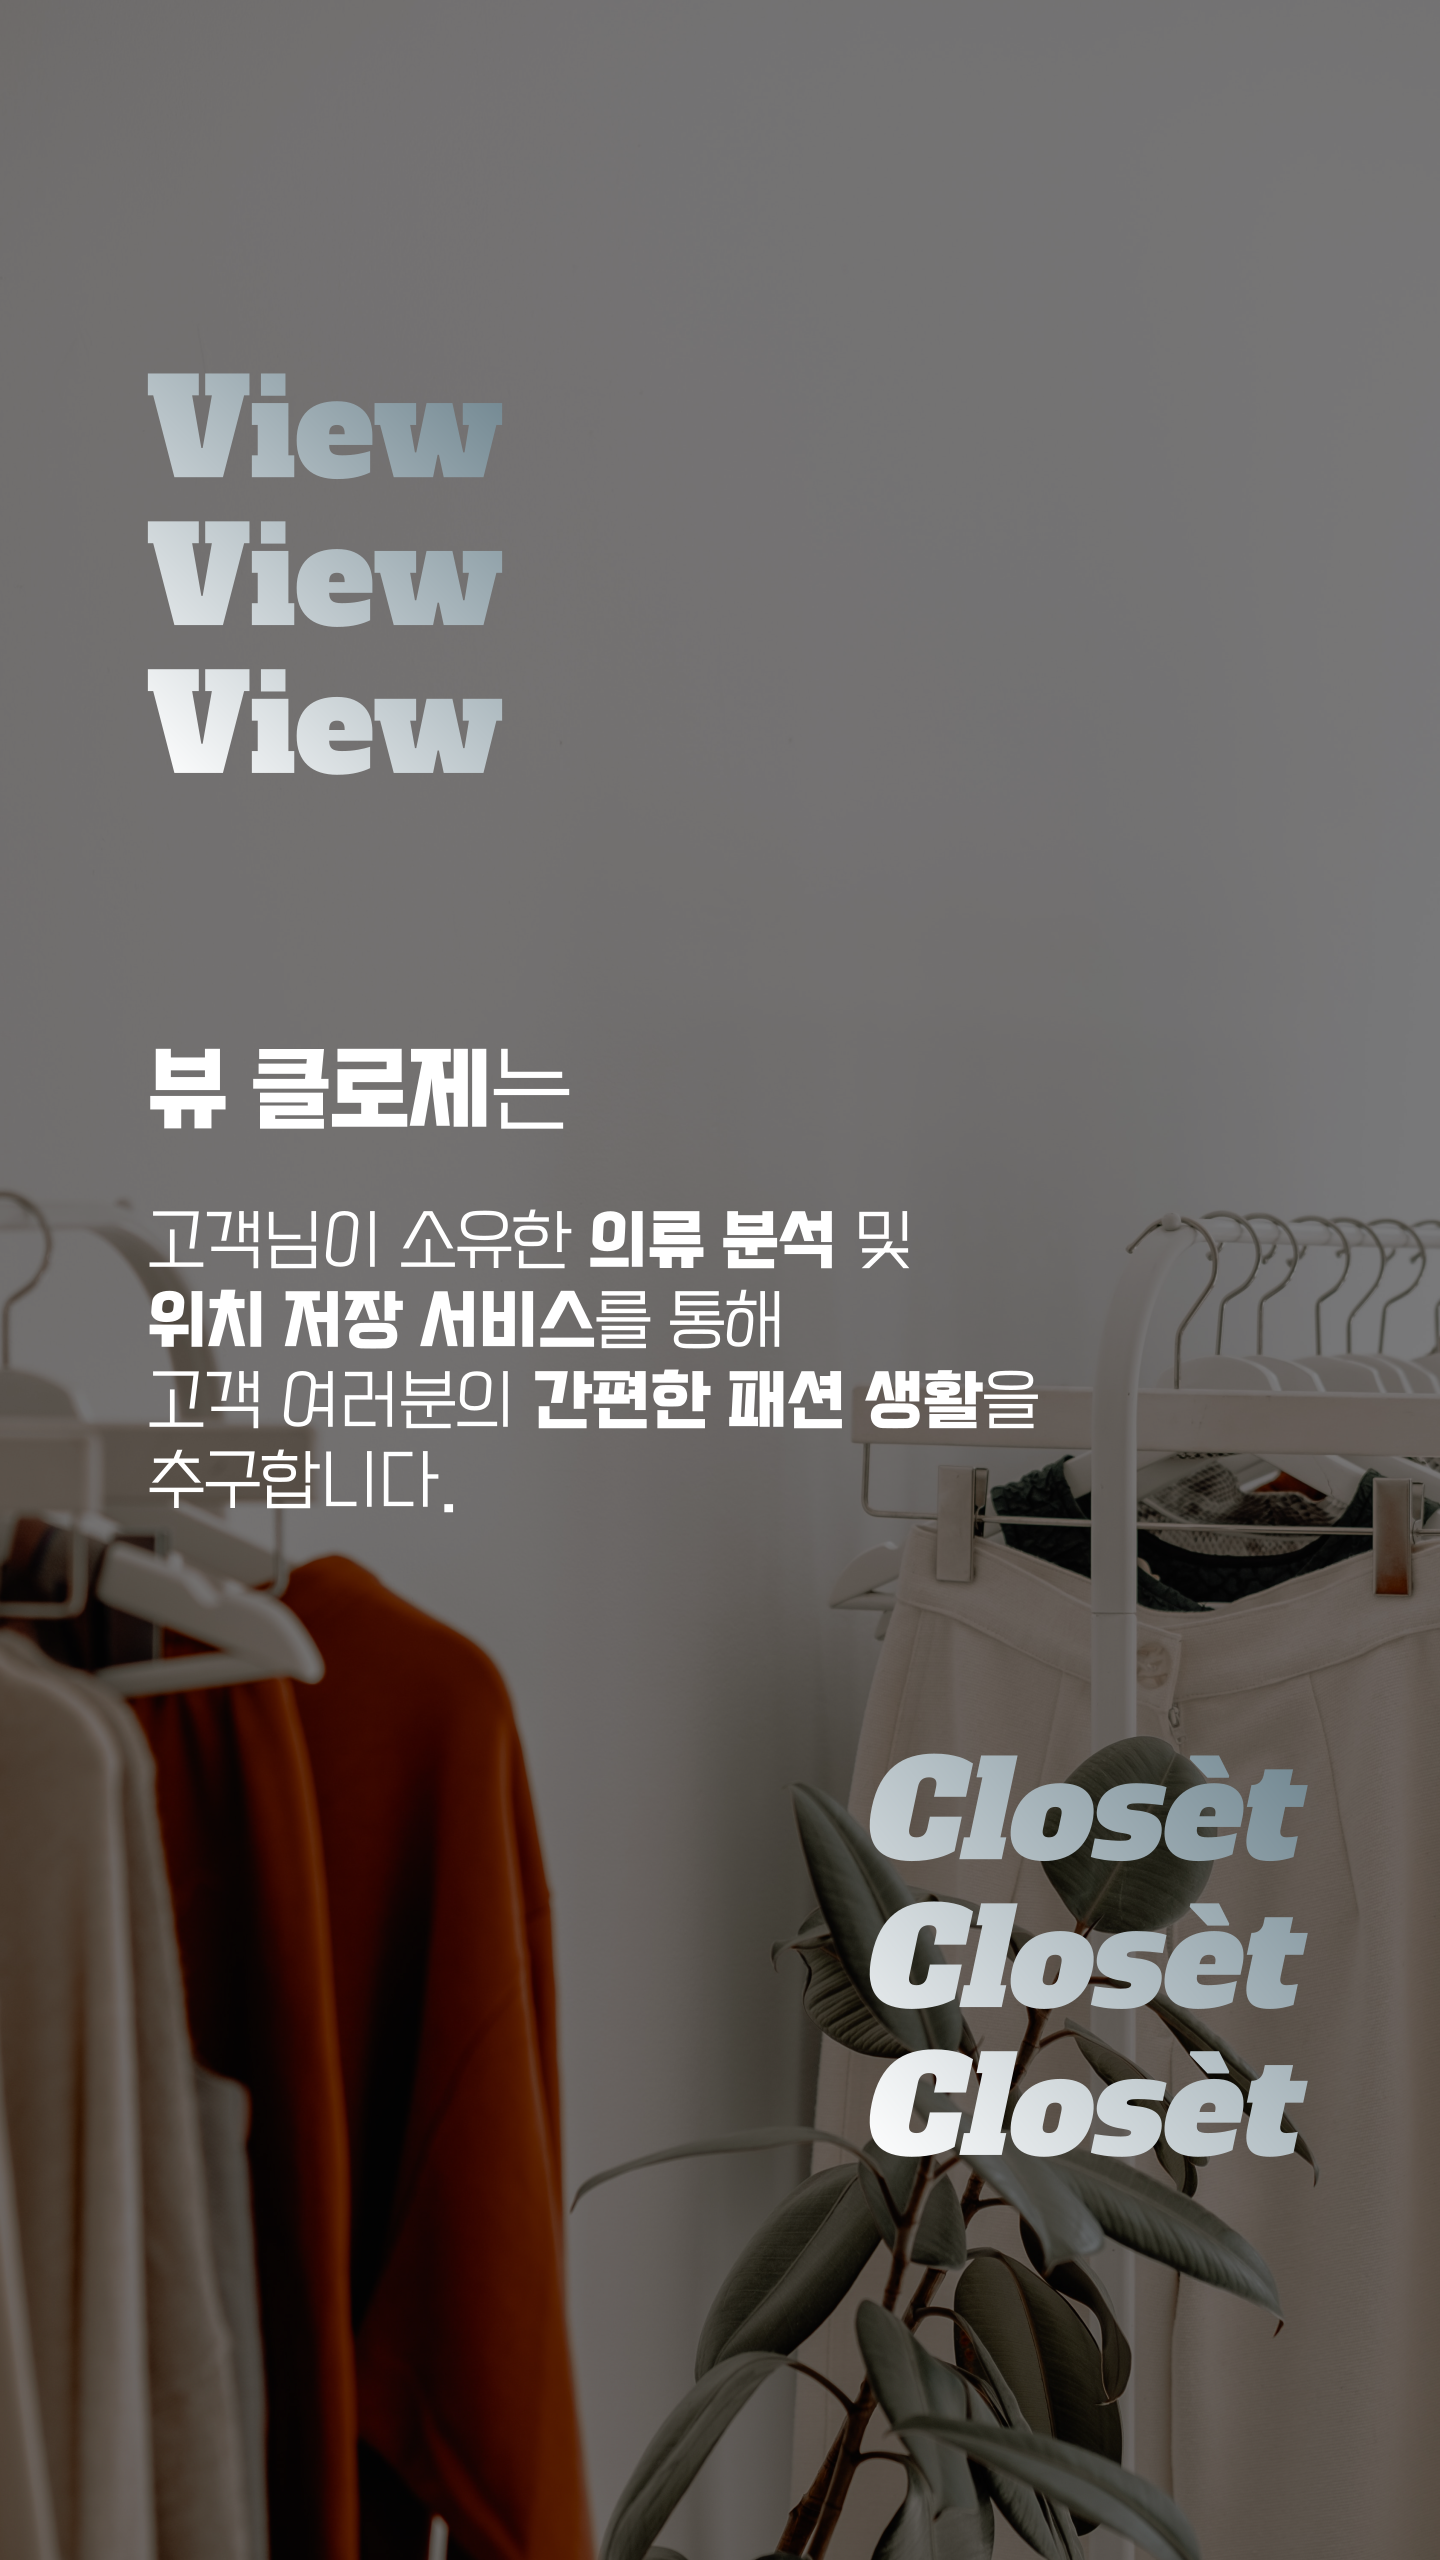 View
View
View
뷰 클로제는
고객님이 소유한 의류 분석 및
위치 저장 서비스를 통해
고객 여러분의 간편한 패션 생활을
추구합니다.
Closèt
Closèt
Closèt